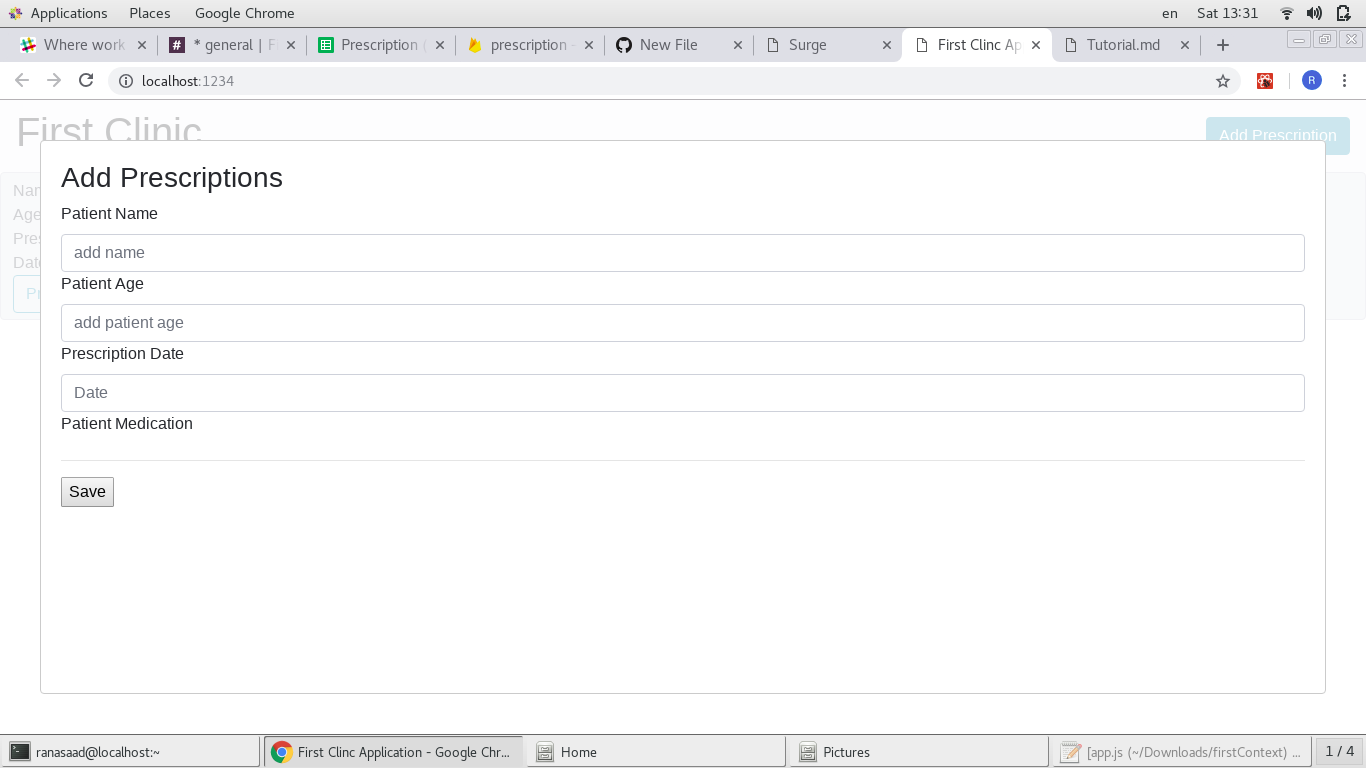 Applications Places Google Chrome en Sat 13:31
Where work * general | F Prescription ( prescription - New File Surge First Clinc Ap Tutorial.md
localhost:1234 R
First Clinic Add Prescription
Add Prescriptions
Nar
Patient Name
Age
Pres
add name
Date
Patient Age
Pr
add patient age
Prescription Date
Date
Patient Medication
Save
ranasaad@localhost:~ First Clinc Application - Google Chr... Home Pictures [app.js (~/Downloads/firstContext) ... 1 / 4